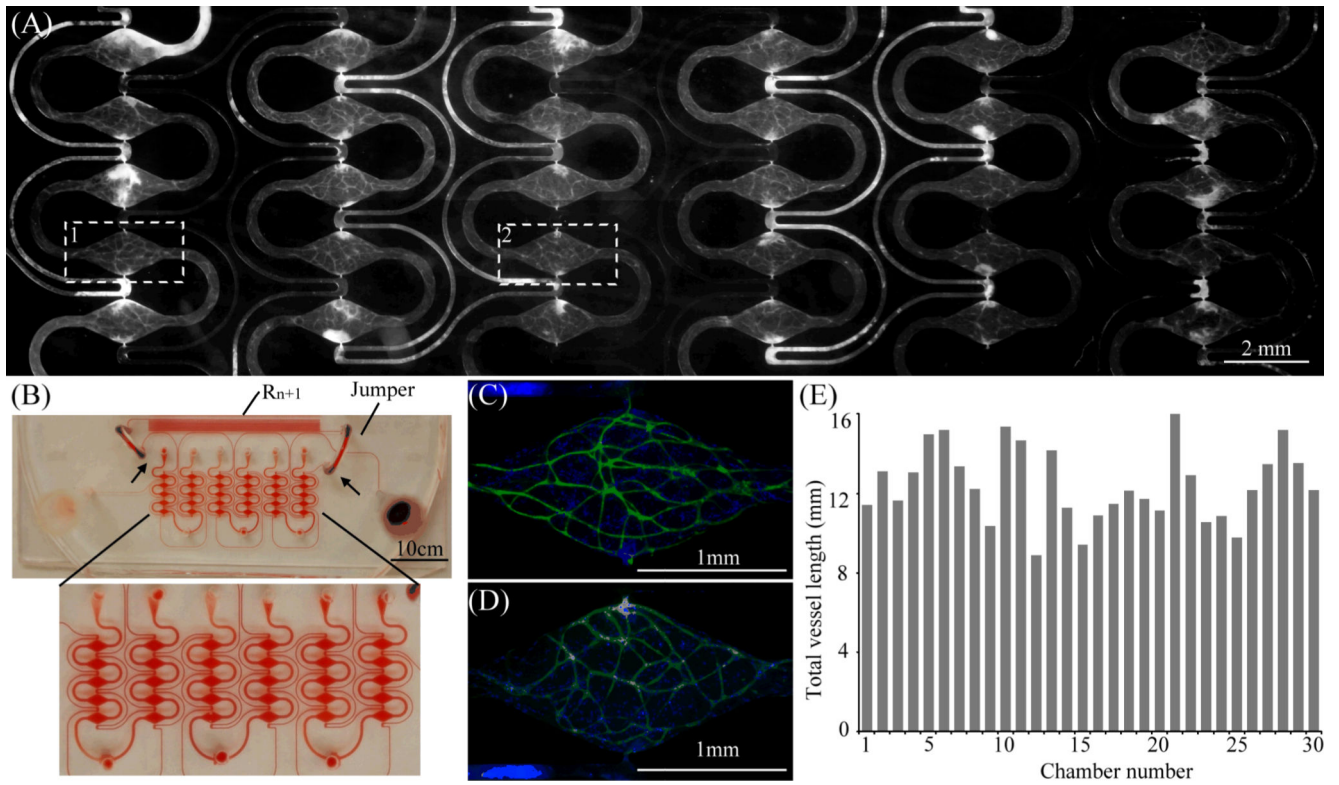 (A)
1
2
2 mm
(B)
Rn+1
Jumper
10cm
(C)
1mm
(D)
1mm
(E)
Total vessel length (mm)
16
12
8
4
0
1 5 10 15 20 25 30
Chamber number